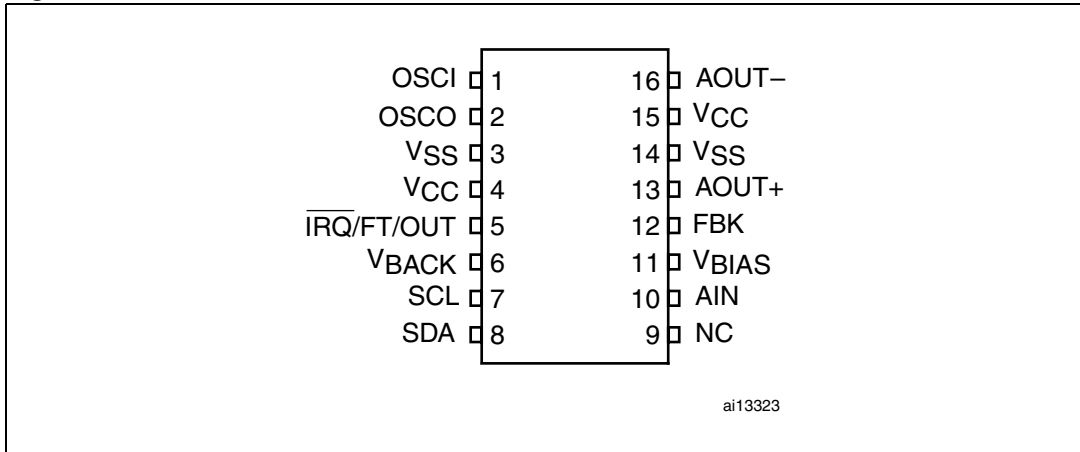 OSCI 1 16 AOUT–
OSCO 2 15 VCC
VSS 3 14 VSS
VCC 4 13 AOUT+
IRQ/FT/OUT 5 12 FBK
VBACK 6 11 VBIAS
SCL 7 10 AIN
SDA 8 9 NC
ai13323